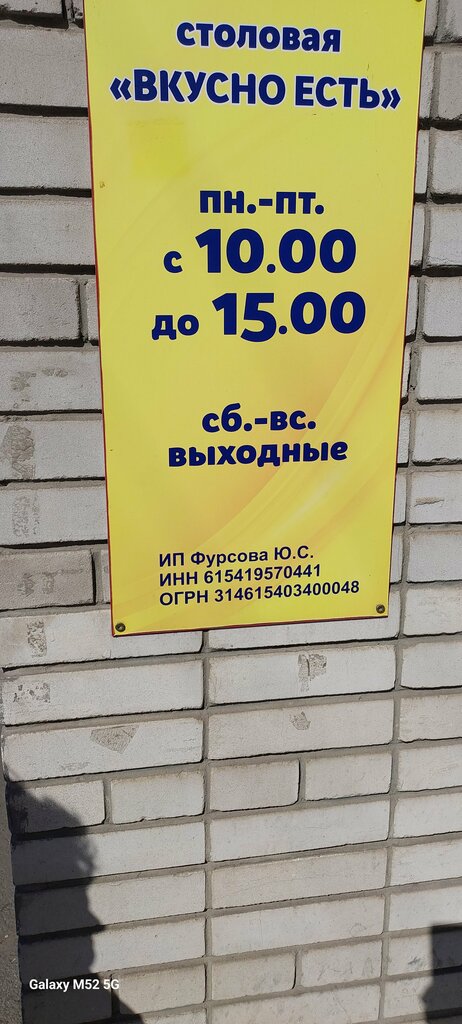 столовая
«ВКУСНО ЕСТЬ»
пн.-пт.
с 10.00
до 15.00
сб.-вс.
выходные
ИП Фурсова Ю.С.
ИНН 615419570441
ОГРН 314615403400048
Galaxy M52 5G